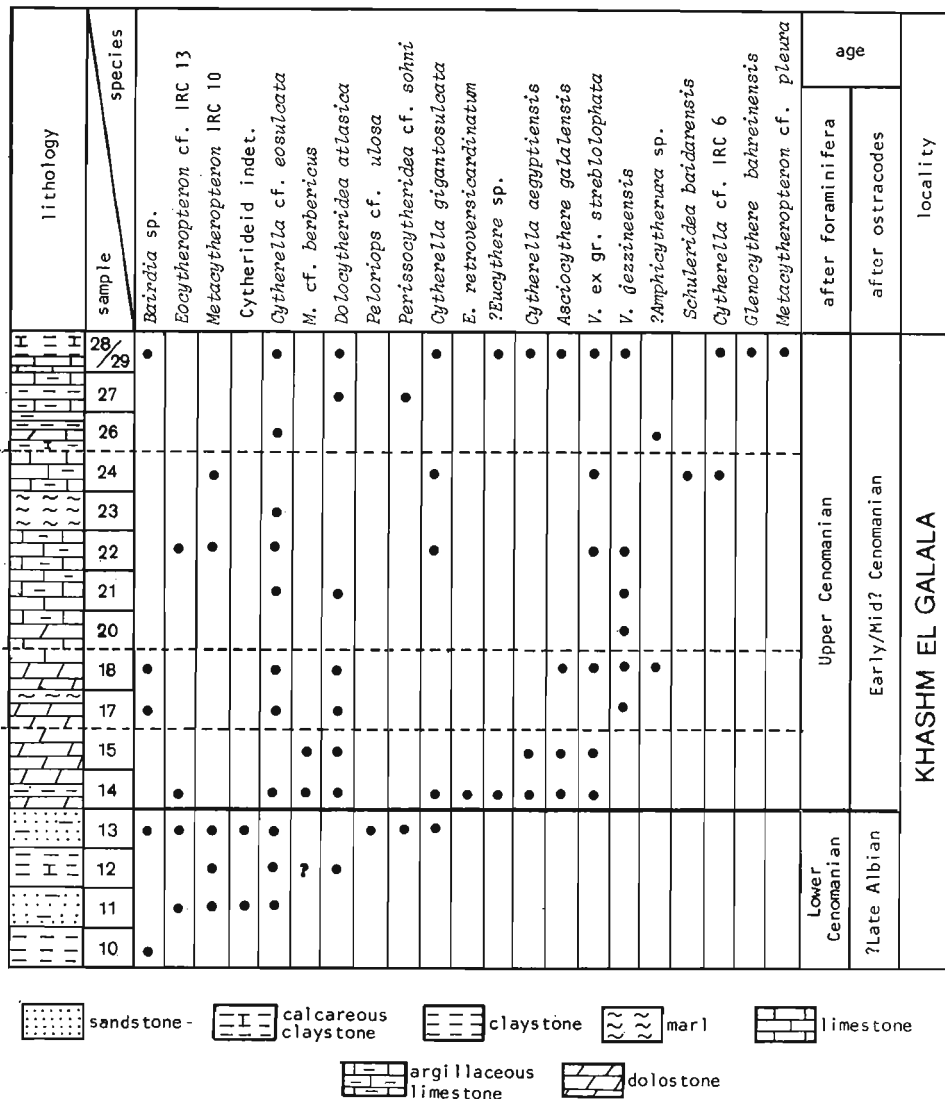 lithology
species
sample
Bairdia sp.
Eocytheropteron cf. IRC 13
Metacytheropteron IRC 10
Cytherideid indet.
Cytherella cf. eosulcata
M. cf. berbericus
Dolocytheridea atlasica
Peloriops cf. ulosa
Perissocytheridea cf. sohni
Cytherella gigantosulcata
E. retroversicardinatum
?Eucythere sp.
Cytherella aegyptiensis
Asciocythere galalensis
V. ex gr. streblolophata
V. jezzineensis
?Amphicytherura sp.
Schuleridea baidarensis
Cytherella cf. IRC 6
Glenocythere bahreinensis
Metacytheropteron cf. pleura
age
after foraminifera
after ostracodes
locality
28/29
27
26
24
23
22
21
20
18
17
15
14
13
12 ?
11
10
Upper Cenomanian
Early/Mid? Cenomanian
Lower Cenomanian
?Late Albian
KHASHM EL GALALA
sandstone
calcareous claystone
claystone
marl
limestone
argillaceous limestone
dolostone